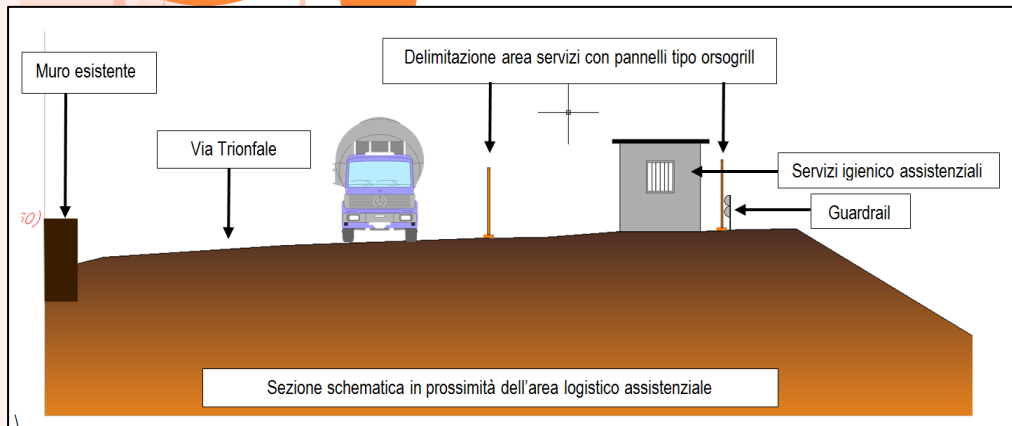 Delimitazione area servizi con pannelli tipo orsogrill
Muro esistente
Via Trionfale
Servizi igienico assistenziali
Guardrail
Sezione schematica in prossimità dell'area logistico assistenziale